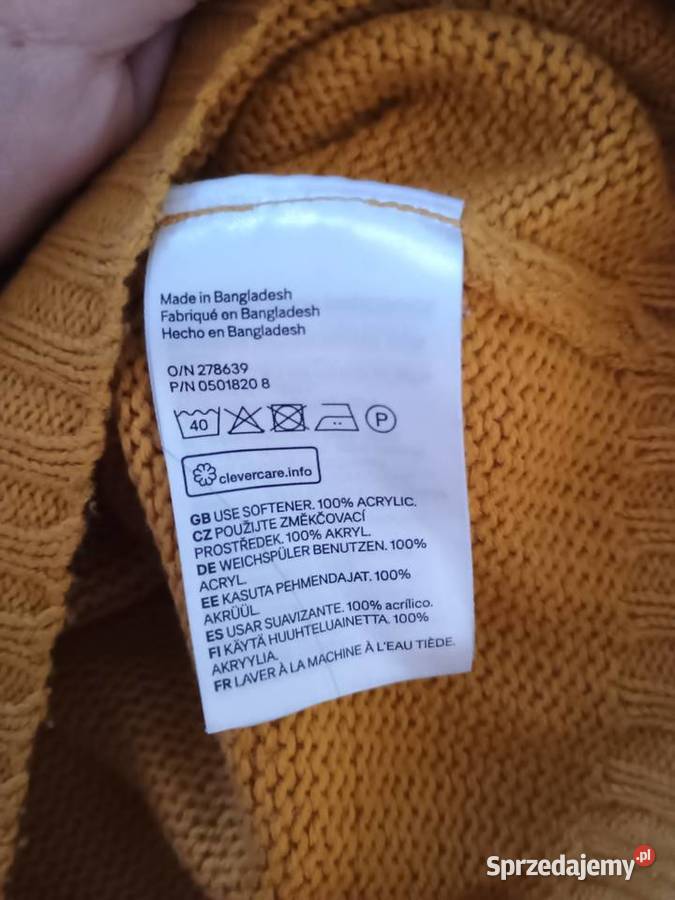 Made in Bangladesh
Fabriqué en Bangladesh
Hecho en Bangladesh
O/N 278639
P/N 0501820 8
40
P
clevercare.info
GB USE SOFTENER. 100% ACRYLIC.
CZ POUŽIJTE ZMĚKČOVACÍ
PROSTŘEDEK. 100% AKRYL.
DE WEICHSPÜLER BENUTZEN. 100%
ACRYL.
EE KASUTA PEHMENDAJAT. 100%
AKRÜÜL.
ES USAR SUAVIZANTE. 100% acrílico.
FI KÄYTÄ HUUHTELUAINETTA. 100%
AKRYYLIA.
FR LAVER À LA MACHINE À L'EAU TIÈDE.
Sprzedajemy.pl